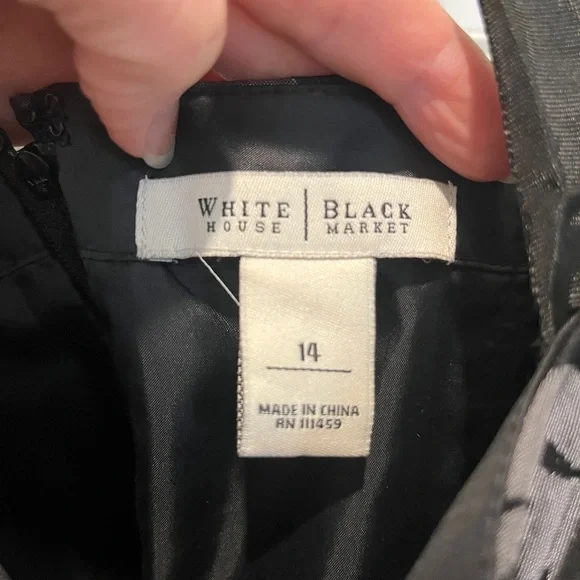 WHITE | BLACK
HOUSE | MARKET
14
MADE IN CHINA
RN 111459